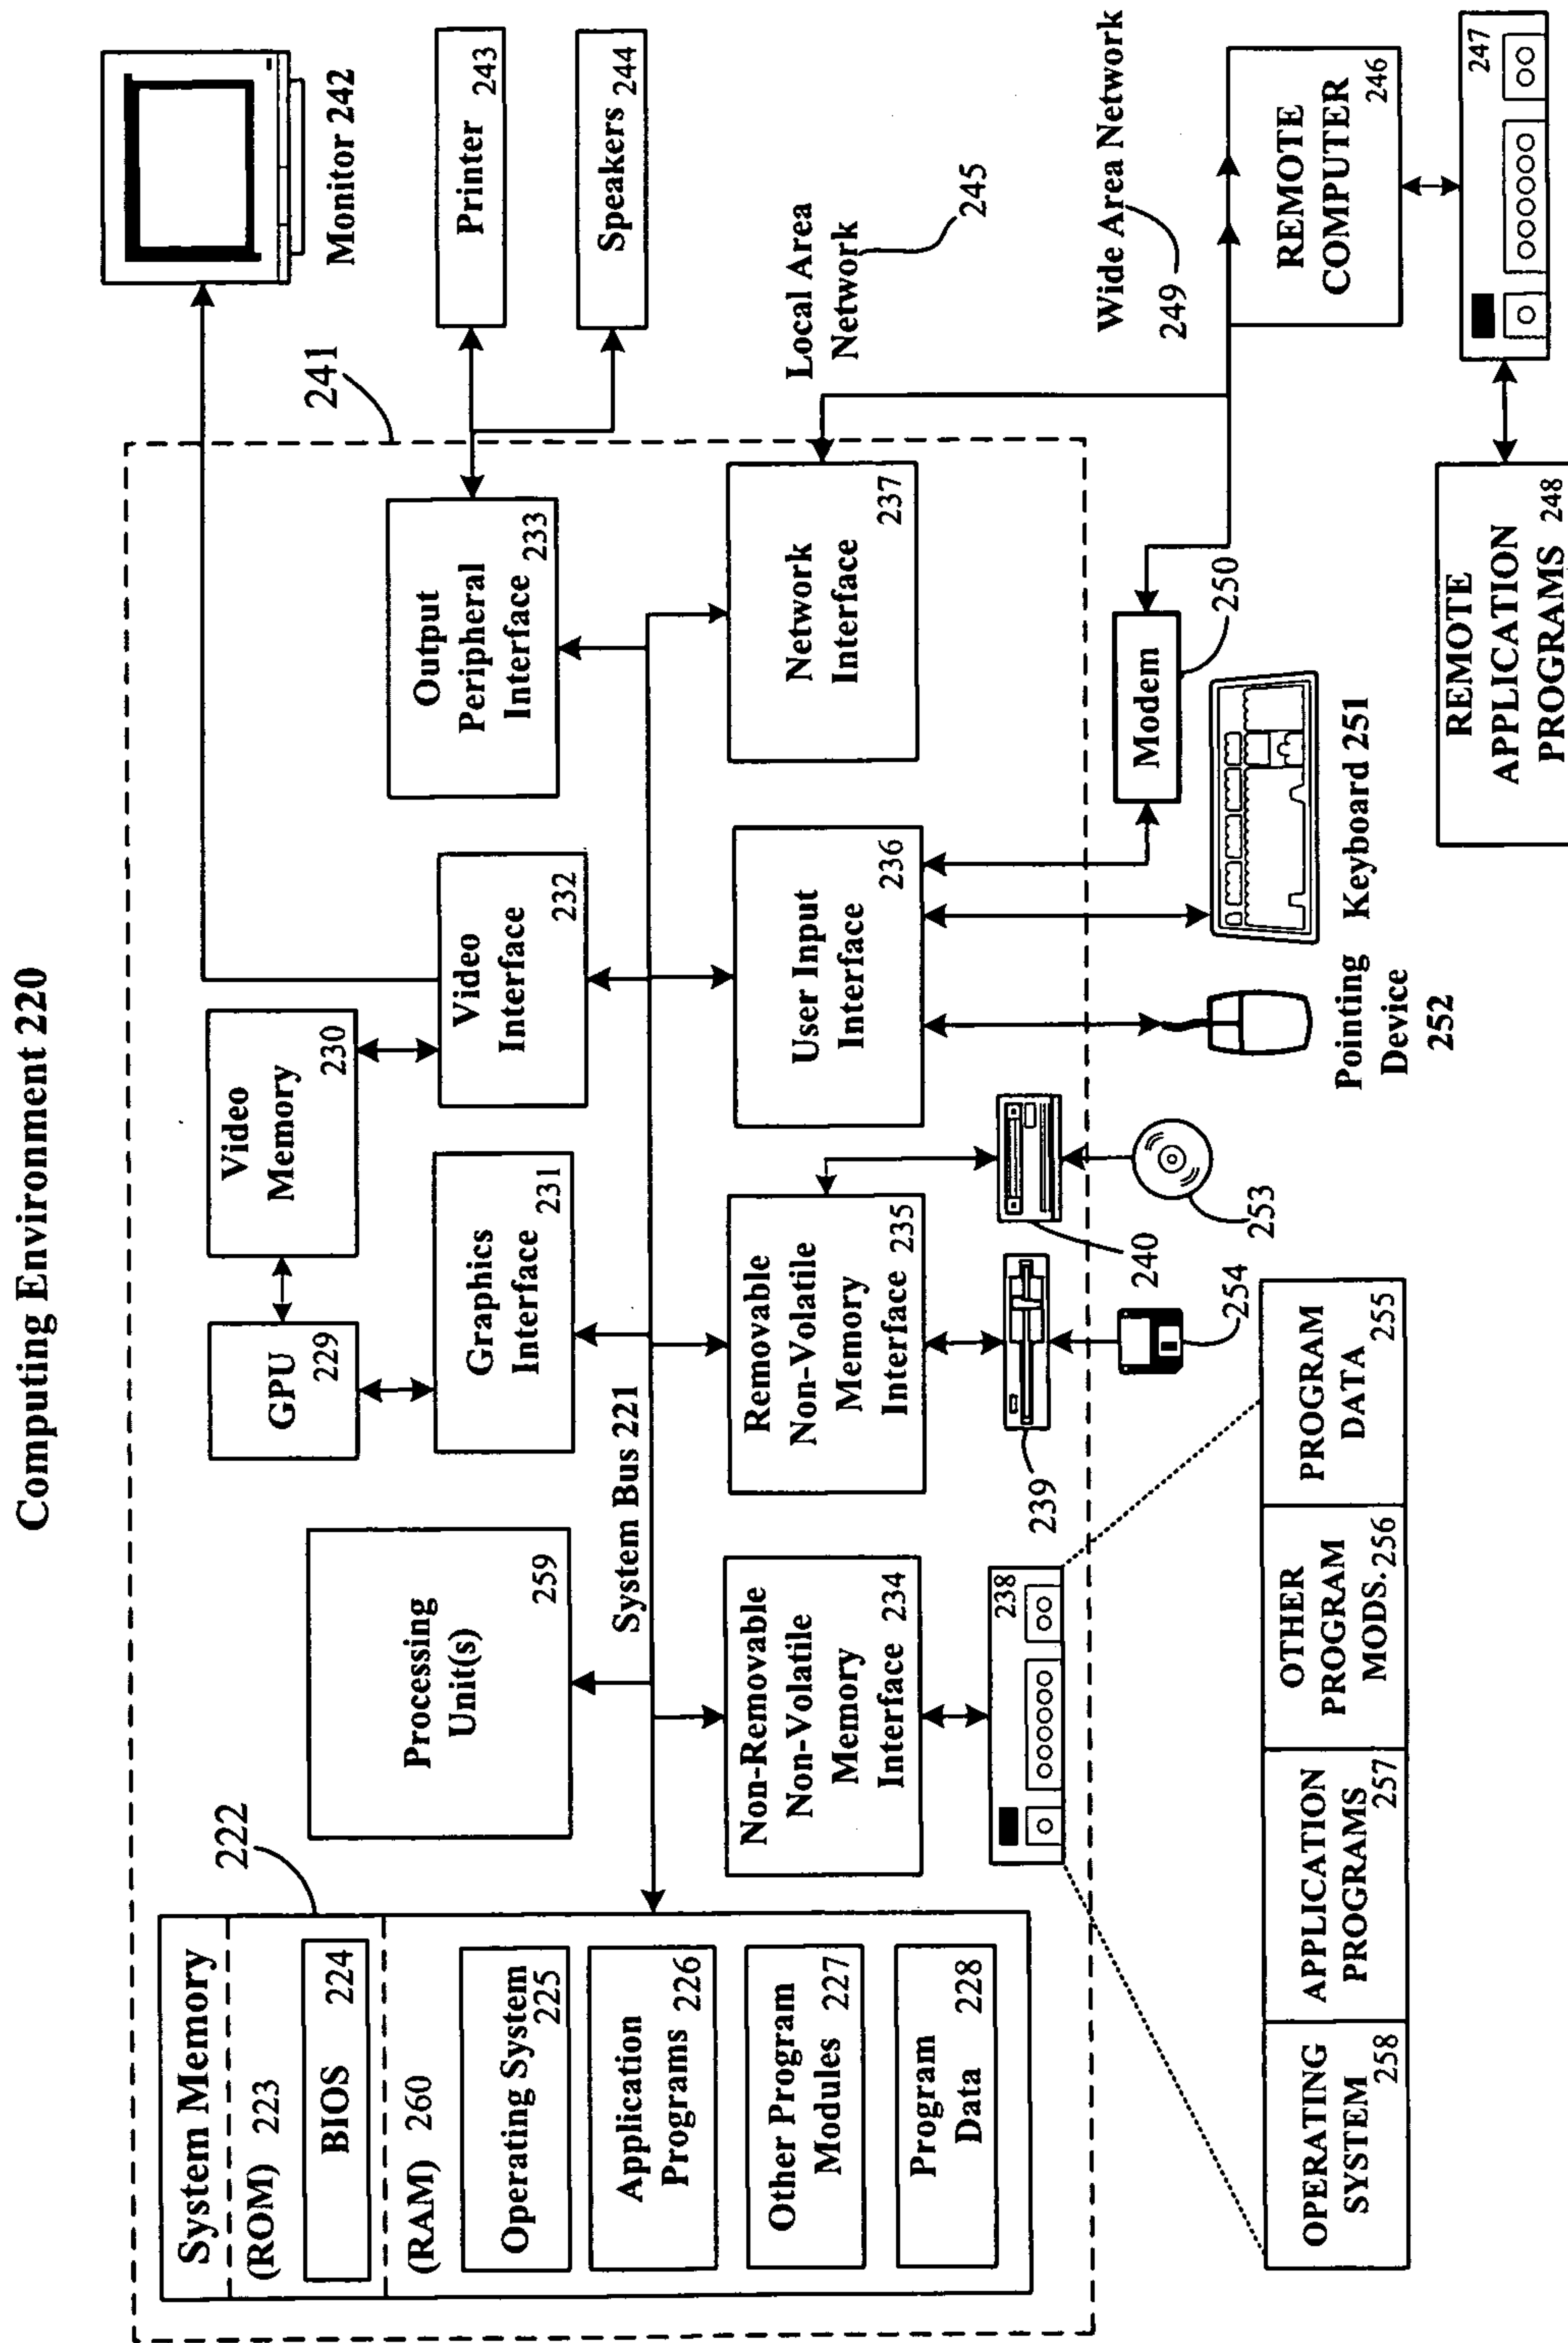 Computing Environment 220
222
System Memory
(ROM) 223
BIOS 224
(RAM) 260
Operating System
225
Application
Programs 226
Other Program
Modules 227
Program
Data 228
Processing
Unit(s)
259
System Bus 221
GPU
229
Video
Memory
230
Graphics
Interface
231
Video
Interface
232
Output
Peripheral
Interface 233
241
Monitor 242
Printer 243
Speakers 244
Non-Removable
Non-Volatile
Memory
Interface 234
Removable
Non-Volatile
Memory
Interface 235
User Input
Interface
236
Network
Interface
237
Local Area
Network
245
Wide Area Network
249
238
239
240
253
254
Modem
250
Pointing
Device
252
Keyboard 251
REMOTE
COMPUTER
246
247
REMOTE
APPLICATION
PROGRAMS 248
OPERATING
SYSTEM
258
APPLICATION
PROGRAMS
257
OTHER
PROGRAM
MODS. 256
PROGRAM
DATA
255